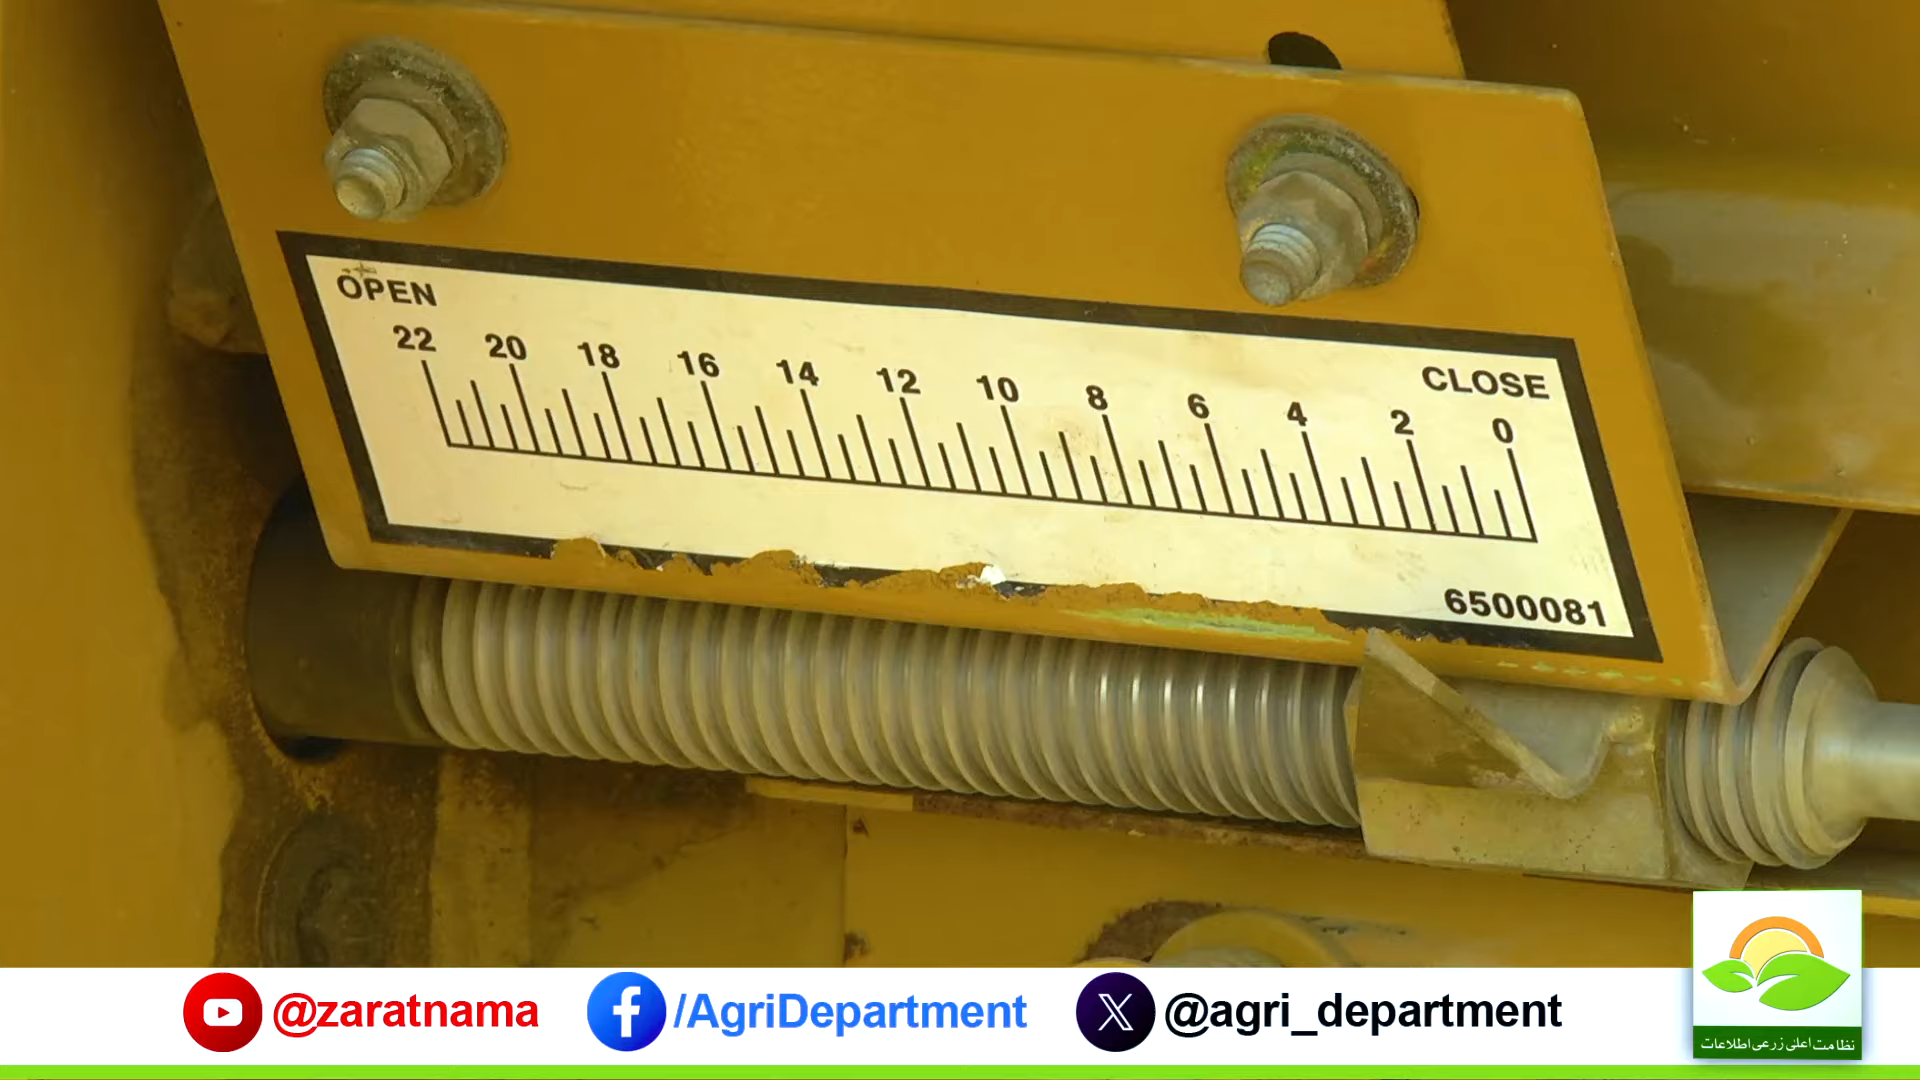 OPEN
22 20 18 16 14 12 10 8 6 4 2 0
CLOSE
6500081
@zaratnama
/AgriDepartment
@agri_department
نظامت اعلیٰ زرعی اطلاعات